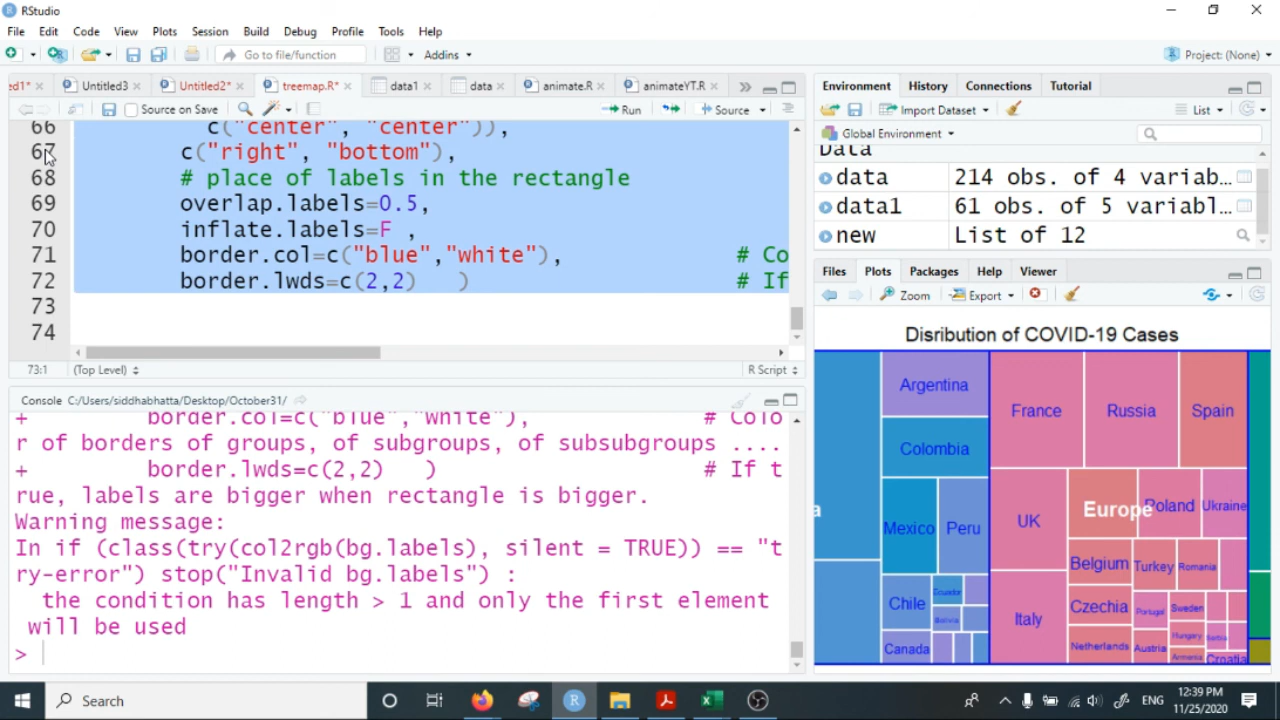 RStudio
File Edit Code View Plots Session Build Debug Profile Tools Help
Go to file/function Addins Project: (None)
ed1* Untitled3 Untitled2* treemap.R* data1 data animate.R animateYT.R
Source on Save Run Source
66 c("center", "center")),
67 c("right", "bottom"),
68 # place of labels in the rectangle
69 overlap.labels=0.5,
70 inflate.labels=F ,
71 border.col=c("blue","white"), # Co
72 border.lwds=c(2,2) ) # If
73
74
73:1 (Top Level) R Script
Console C:/Users/siddhabhatta/Desktop/October31/
+ border.col=c("blue","white"), # Colo
r of borders of groups, of subgroups, of subsubgroups ....
+ border.lwds=c(2,2) ) # If t
rue, labels are bigger when rectangle is bigger.
Warning message:
In if (class(try(col2rgb(bg.labels), silent = TRUE)) == "t
ry-error") stop("Invalid bg.labels") :
the condition has length > 1 and only the first element
will be used
>
Environment History Connections Tutorial
Import Dataset List
Global Environment
Data
data 214 obs. of 4 variab...
data1 61 obs. of 5 variabl...
new List of 12
Files Plots Packages Help Viewer
Zoom Export
Disribution of COVID-19 Cases
a
Argentina
Colombia
Mexico
Peru
Chile
Ecuador
Bolivia
Canada
France
Russia
Spain
UK
Europe
Poland
Ukraine
Belgium
Turkey
Romania
Italy
Czechia
Portugal
Sweden
Netherlands
Austria
Hungary
Serbia
Armenia
Croatia
Search
ENG
12:39 PM
11/25/2020